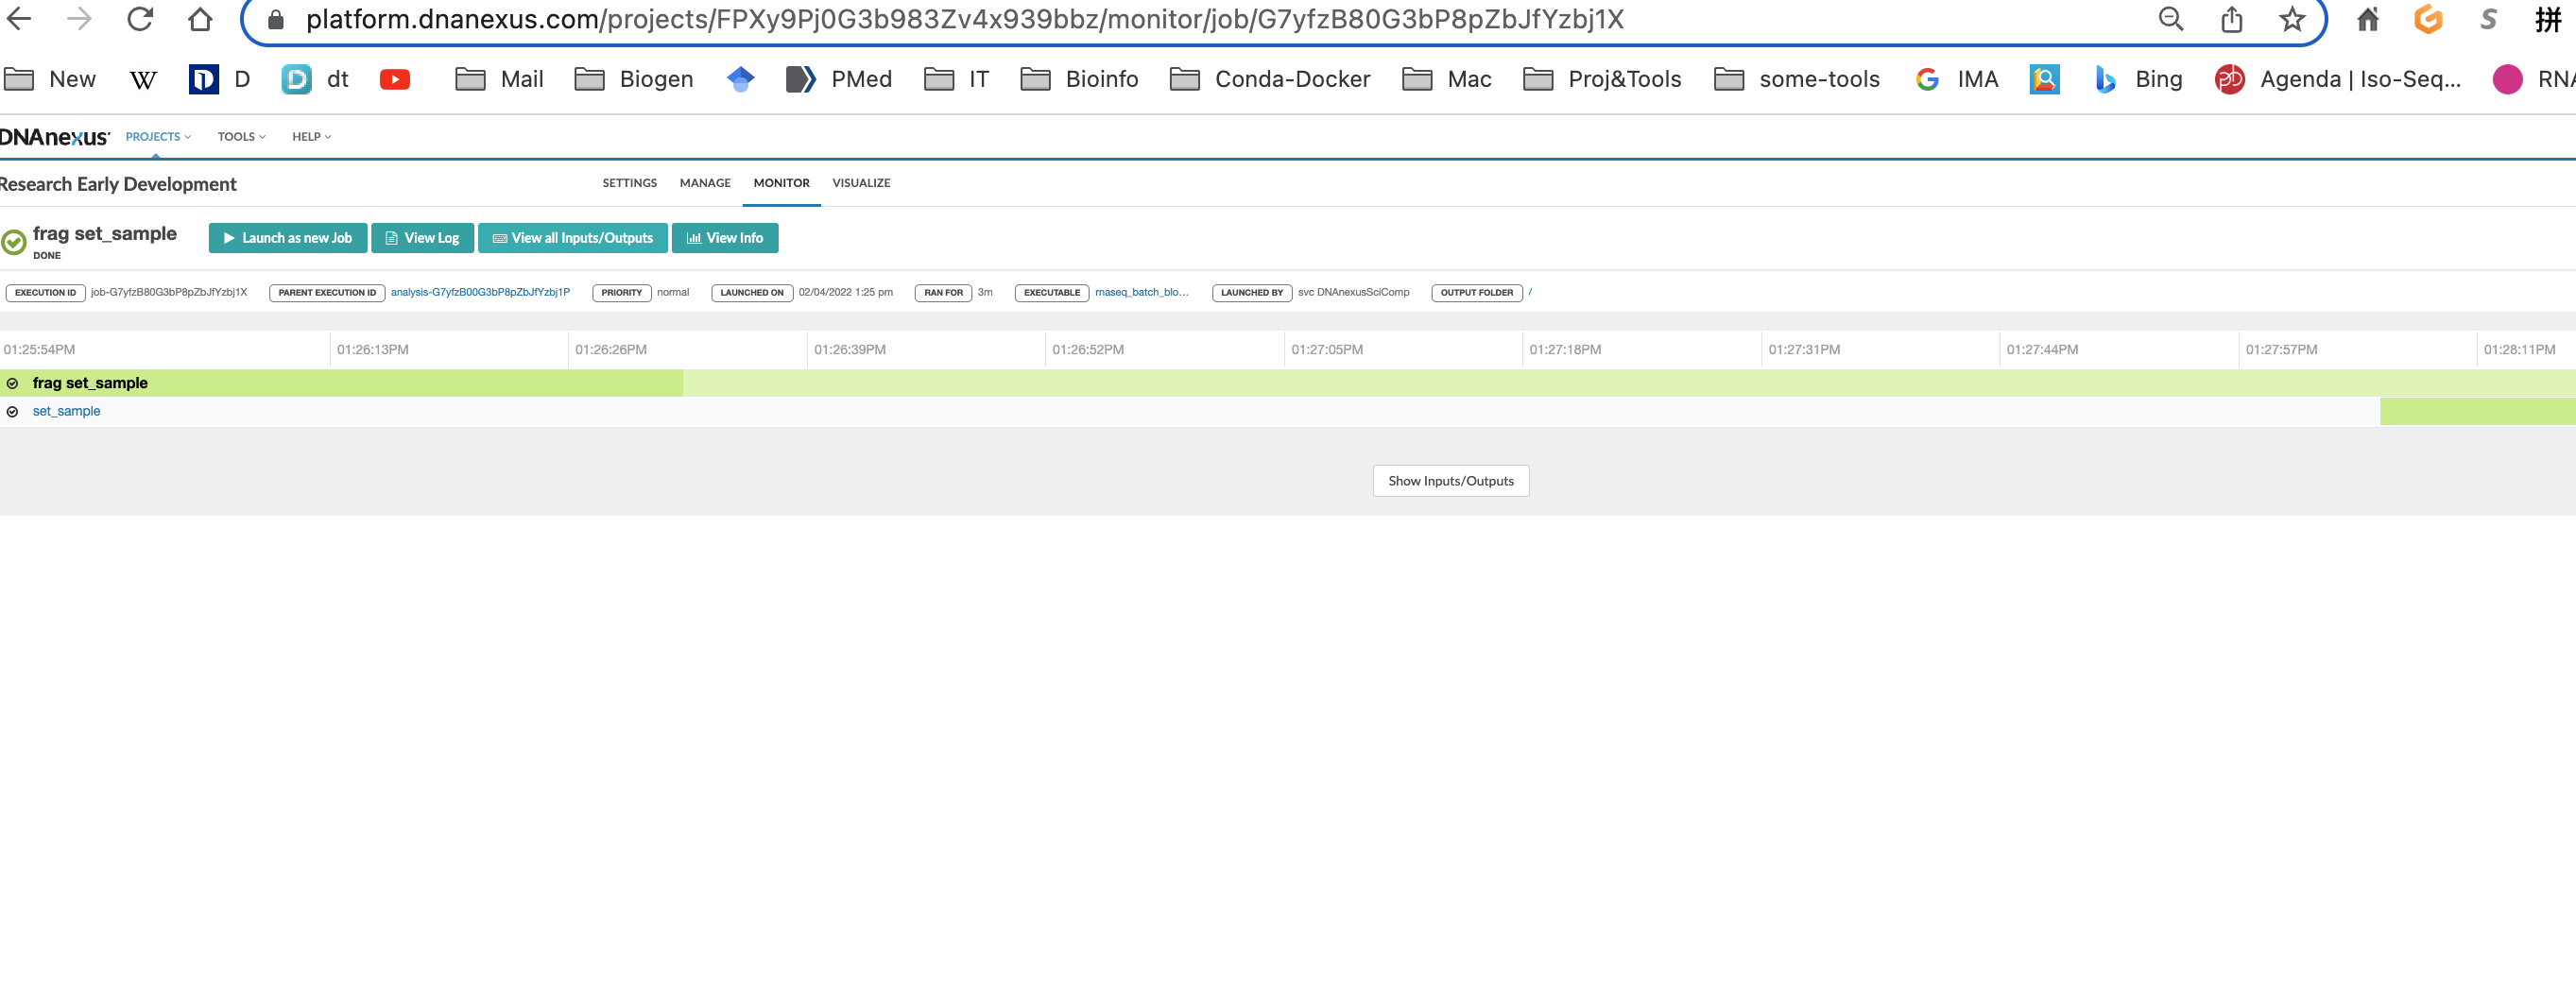 platform.dnanexus.com/projects/FPXy9Pj0G3b983Zv4x939bbz/monitor/job/G7yfzB80G3bP8pZbJfYzbj1X S 拼
New W D D dt Mail Biogen PMed IT Bioinfo Conda-Docker Mac Proj&Tools some-tools IMA Bing Agenda | Iso-Seq... RNA
DNAnexus PROJECTS TOOLS HELP
Research Early Development SETTINGS MANAGE MONITOR VISUALIZE
frag set_sample Launch as new Job View Log View all Inputs/Outputs View Info
DONE
EXECUTION ID job-G7yfzB80G3bP8pZbJfYzbj1X PARENT EXECUTION ID analysis-G7yfzB00G3bP8pZbJfYzbj1P PRIORITY normal LAUNCHED ON 02/04/2022 1:25 pm RAN FOR 3m EXECUTABLE rnaseq_batch_blo... LAUNCHED BY svc DNAnexusSciComp OUTPUT FOLDER /
01:25:54PM 01:26:13PM 01:26:26PM 01:26:39PM 01:26:52PM 01:27:05PM 01:27:18PM 01:27:31PM 01:27:44PM 01:27:57PM 01:28:11PM
frag set_sample
set_sample
Show Inputs/Outputs